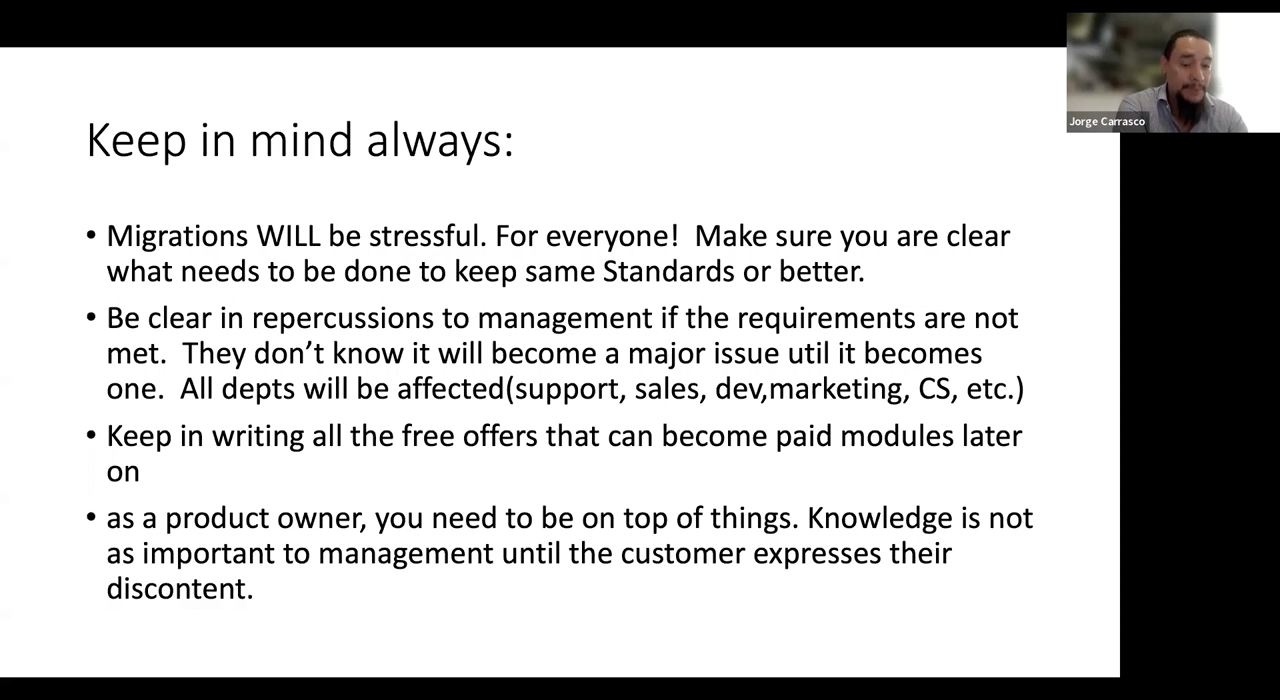 Jorge Carrasco
Keep in mind always:
• Migrations WILL be stressful. For everyone!  Make sure you are clear
what needs to be done to keep same Standards or better.
• Be clear in repercussions to management if the requirements are not
met.  They don’t know it will become a major issue util it becomes
one.  All depts will be affected(support, sales, dev,marketing, CS, etc.)
• Keep in writing all the free offers that can become paid modules later
on
• as a product owner, you need to be on top of things. Knowledge is not
as important to management until the customer expresses their
discontent.